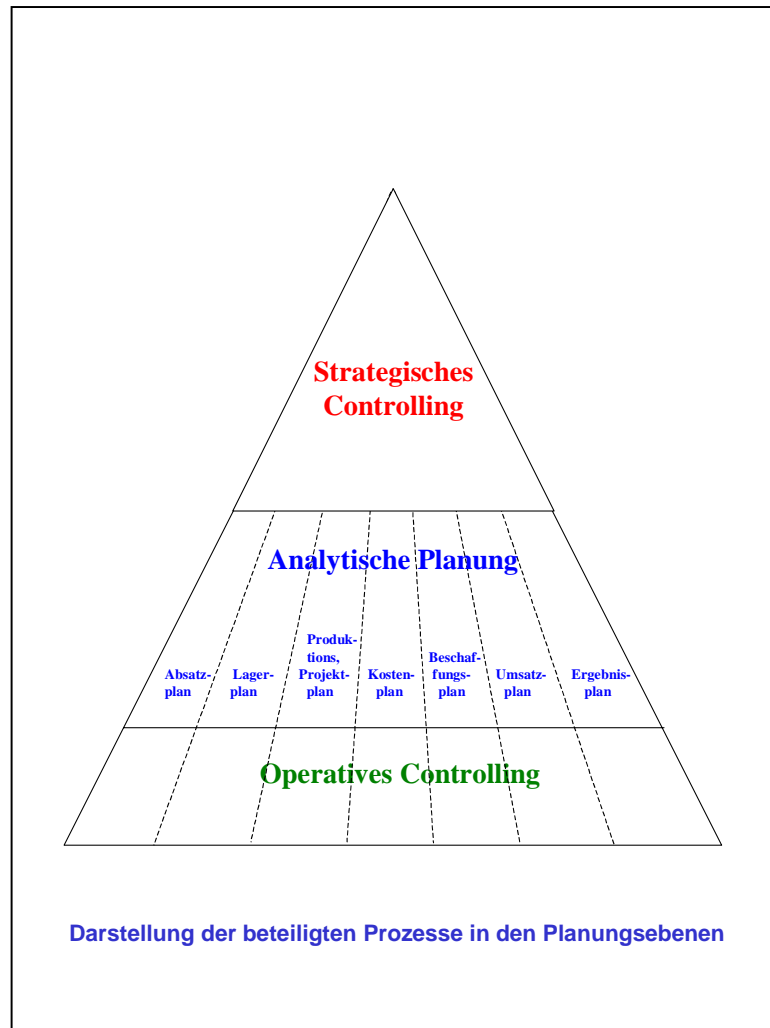 Strategisches
Controlling
Analytische Planung
Absatz-
plan
Lager-
plan
Produk-
tions,
Projekt-
plan
Kosten-
plan
Beschaf-
fungs-
plan
Umsatz-
plan
Ergebnis-
plan
Operatives Controlling
Darstellung der beteiligten Prozesse in den Planungsebenen